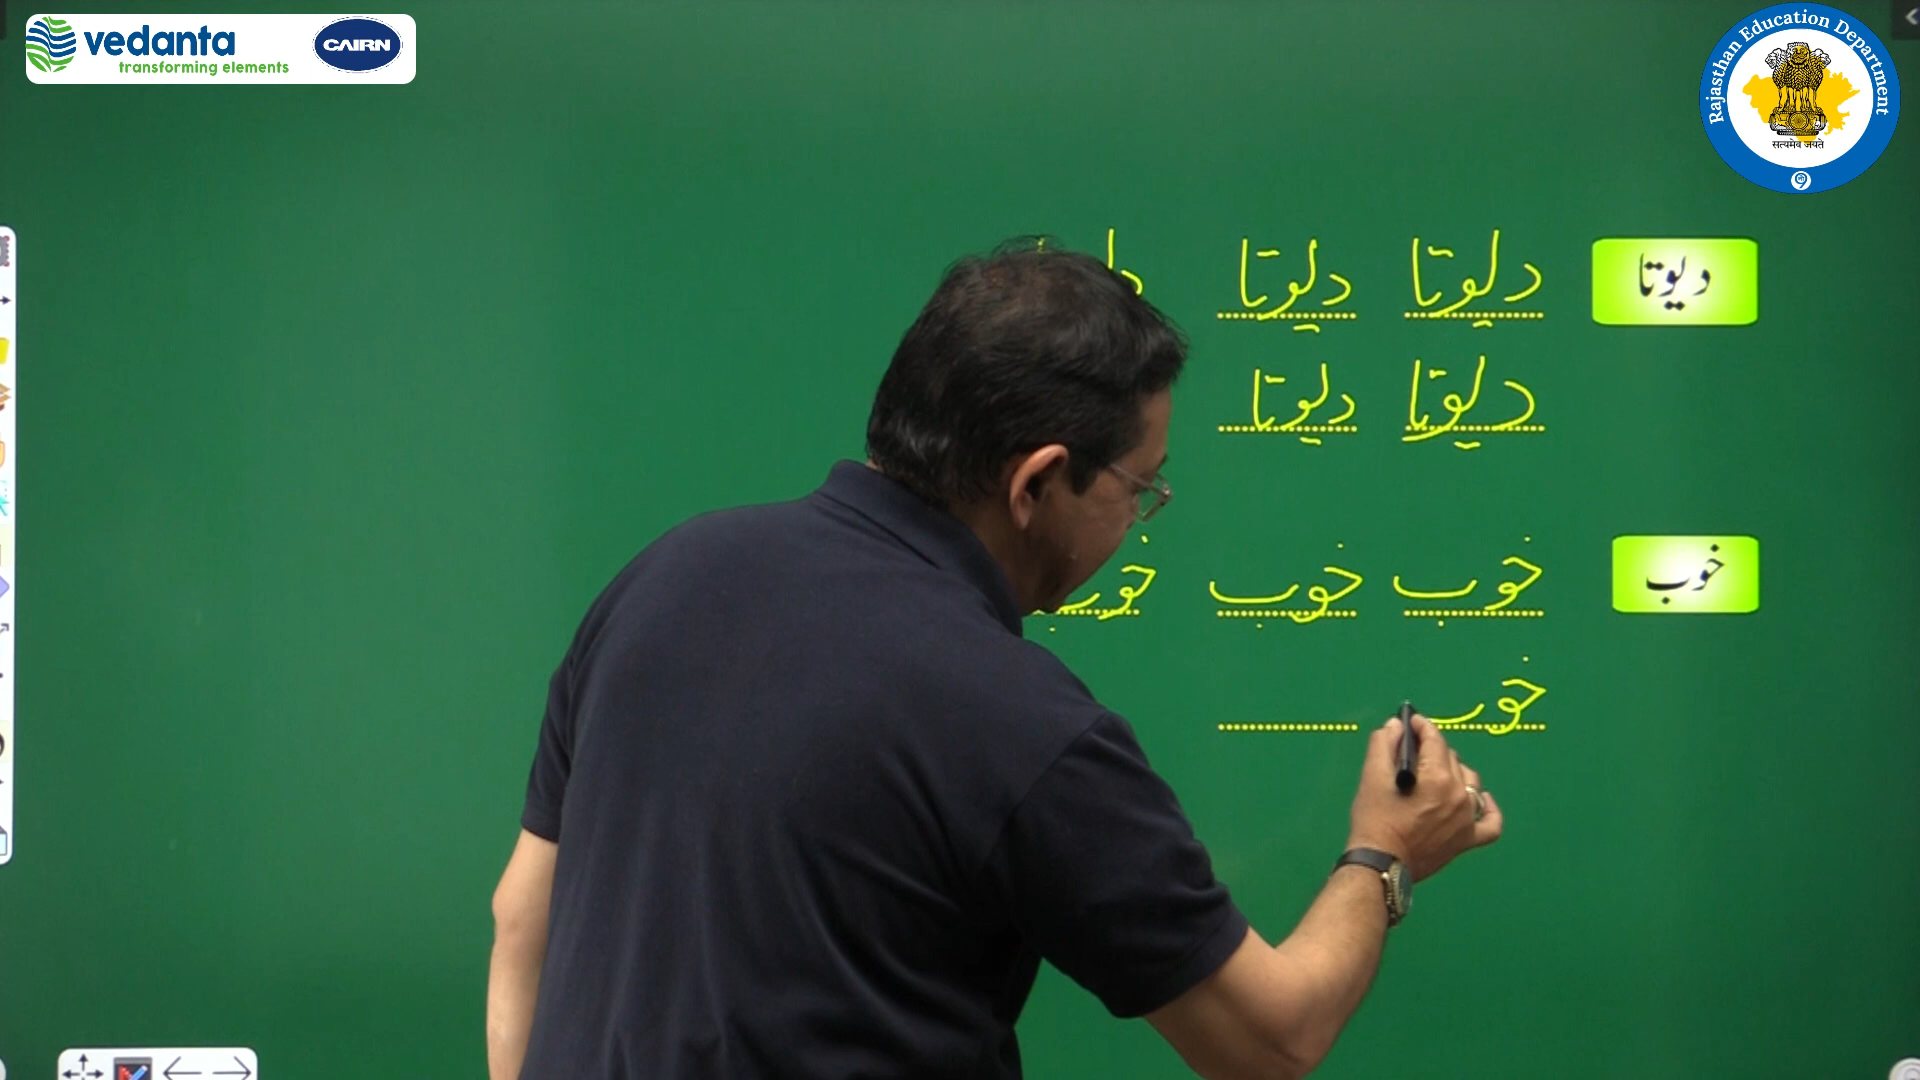 vedanta
transforming elements
CAIRN
Rajasthan Education Department
सत्यमेव जयते
دیوتا دیوتا دیوتا
دیوتا دیوتا
خوب خوب خوب خوب
خوب